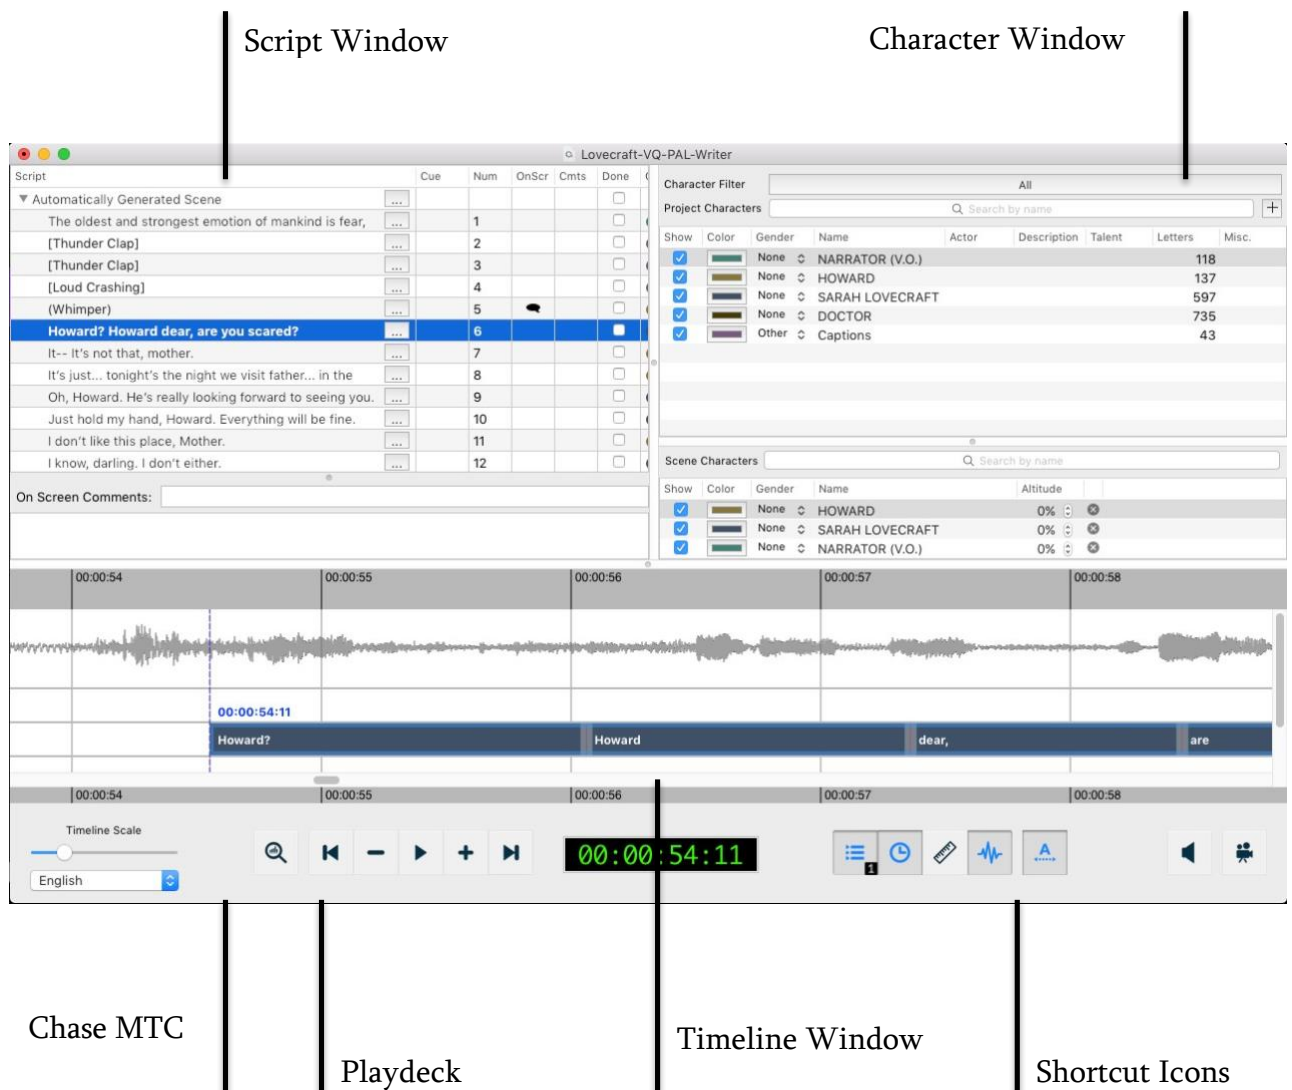 Script Window
Character Window
Lovecraft-VQ-PAL-Writer
Script Cue Num OnScr Cmts Done
Automatically Generated Scene ...
The oldest and strongest emotion of mankind is fear, ... 1
[Thunder Clap] ... 2
[Thunder Clap] ... 3
[Loud Crashing] ... 4
(Whimper) ... 5
Howard? Howard dear, are you scared? ... 6
It-- It's not that, mother. ... 7
It's just... tonight's the night we visit father... in the ... 8
Oh, Howard. He's really looking forward to seeing you. ... 9
Just hold my hand, Howard. Everything will be fine. ... 10
I don't like this place, Mother. ... 11
I know, darling. I don't either. ... 12
On Screen Comments:
Character Filter All
Project Characters Search by name +
Show Color Gender Name Actor Description Talent Letters Misc.
None NARRATOR (V.O.) 118
None HOWARD 137
None SARAH LOVECRAFT 597
None DOCTOR 735
Other Captions 43
Scene Characters Search by name
Show Color Gender Name Altitude
None HOWARD 0%
None SARAH LOVECRAFT 0%
None NARRATOR (V.O.) 0%
00:00:54 00:00:55 00:00:56 00:00:57 00:00:58
00:00:54:11
Howard? Howard dear, are
00:00:54 00:00:55 00:00:56 00:00:57 00:00:58
Timeline Scale
English
00:00:54:11
1
A
Chase MTC
Playdeck
Timeline Window
Shortcut Icons